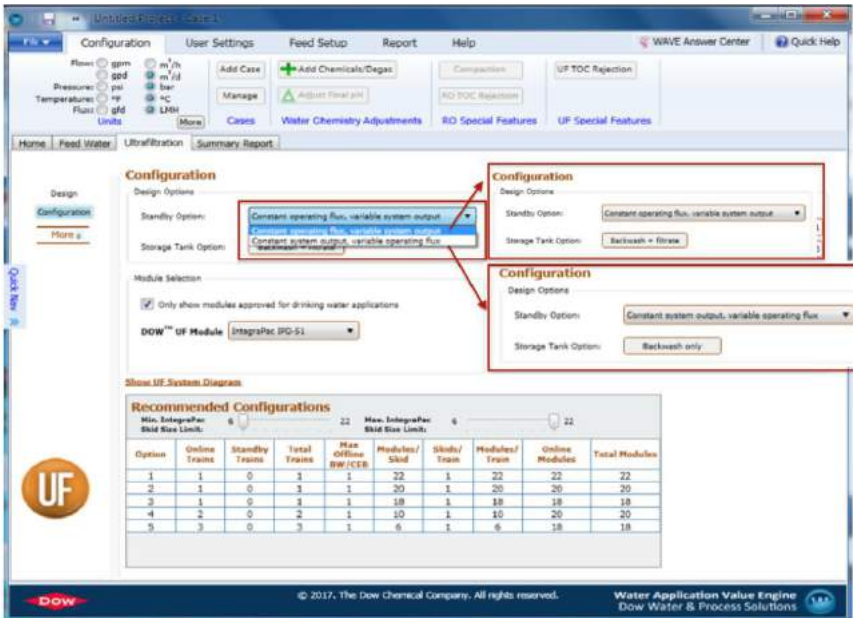 Untitled Project - Case 1
File Configuration User Settings Feed Setup Report Help WAVE Answer Center Quick Help
Flow: gpm m³/h
gpd m³/d
Pressure: psi bar
Temperature: °F °C
Flux: gfd LMH
Units More
Add Case
Manage
Cases
Add Chemicals/Degas
Adjust Final pH
Water Chemistry Adjustments
Compaction
RO TOC Rejection
RO Special Features
UF TOC Rejection
UF Special Features
Home Feed Water Ultrafiltration Summary Report
Quick Nav
Design
Configuration
More
Configuration
Design Options
Standby Option: Constant operating flux, variable system output
Constant operating flux, variable system output
Constant system output, variable operating flux
Storage Tank Option: Backwash + filtrate
Configuration
Design Options
Standby Option: Constant operating flux, variable system output
Storage Tank Option: Backwash + filtrate
Configuration
Design Options
Standby Option: Constant system output, variable operating flux
Storage Tank Option: Backwash only
Module Selection
Only show modules approved for drinking water applications
DOW™ UF Module IntegraPac IPD-51
Show UF System Diagram
Recommended Configurations
Min. IntegraPac Skid Size Limit: 6 22 Max. IntegraPac Skid Size Limit: 6 22
Option Online Trains Standby Trains Total Trains Max Offline BW/CEB Modules/Skid Skids/Train Modules/Train Online Modules Total Modules
1 1 0 1 1 22 1 22 22 22
2 1 0 1 1 20 1 20 20 20
3 1 0 1 1 18 1 18 18 18
4 2 0 2 1 10 1 10 20 20
5 3 0 3 1 6 1 6 18 18
UF
DOW
© 2017. The Dow Chemical Company. All rights reserved.
Water Application Value Engine
Dow Water & Process Solutions